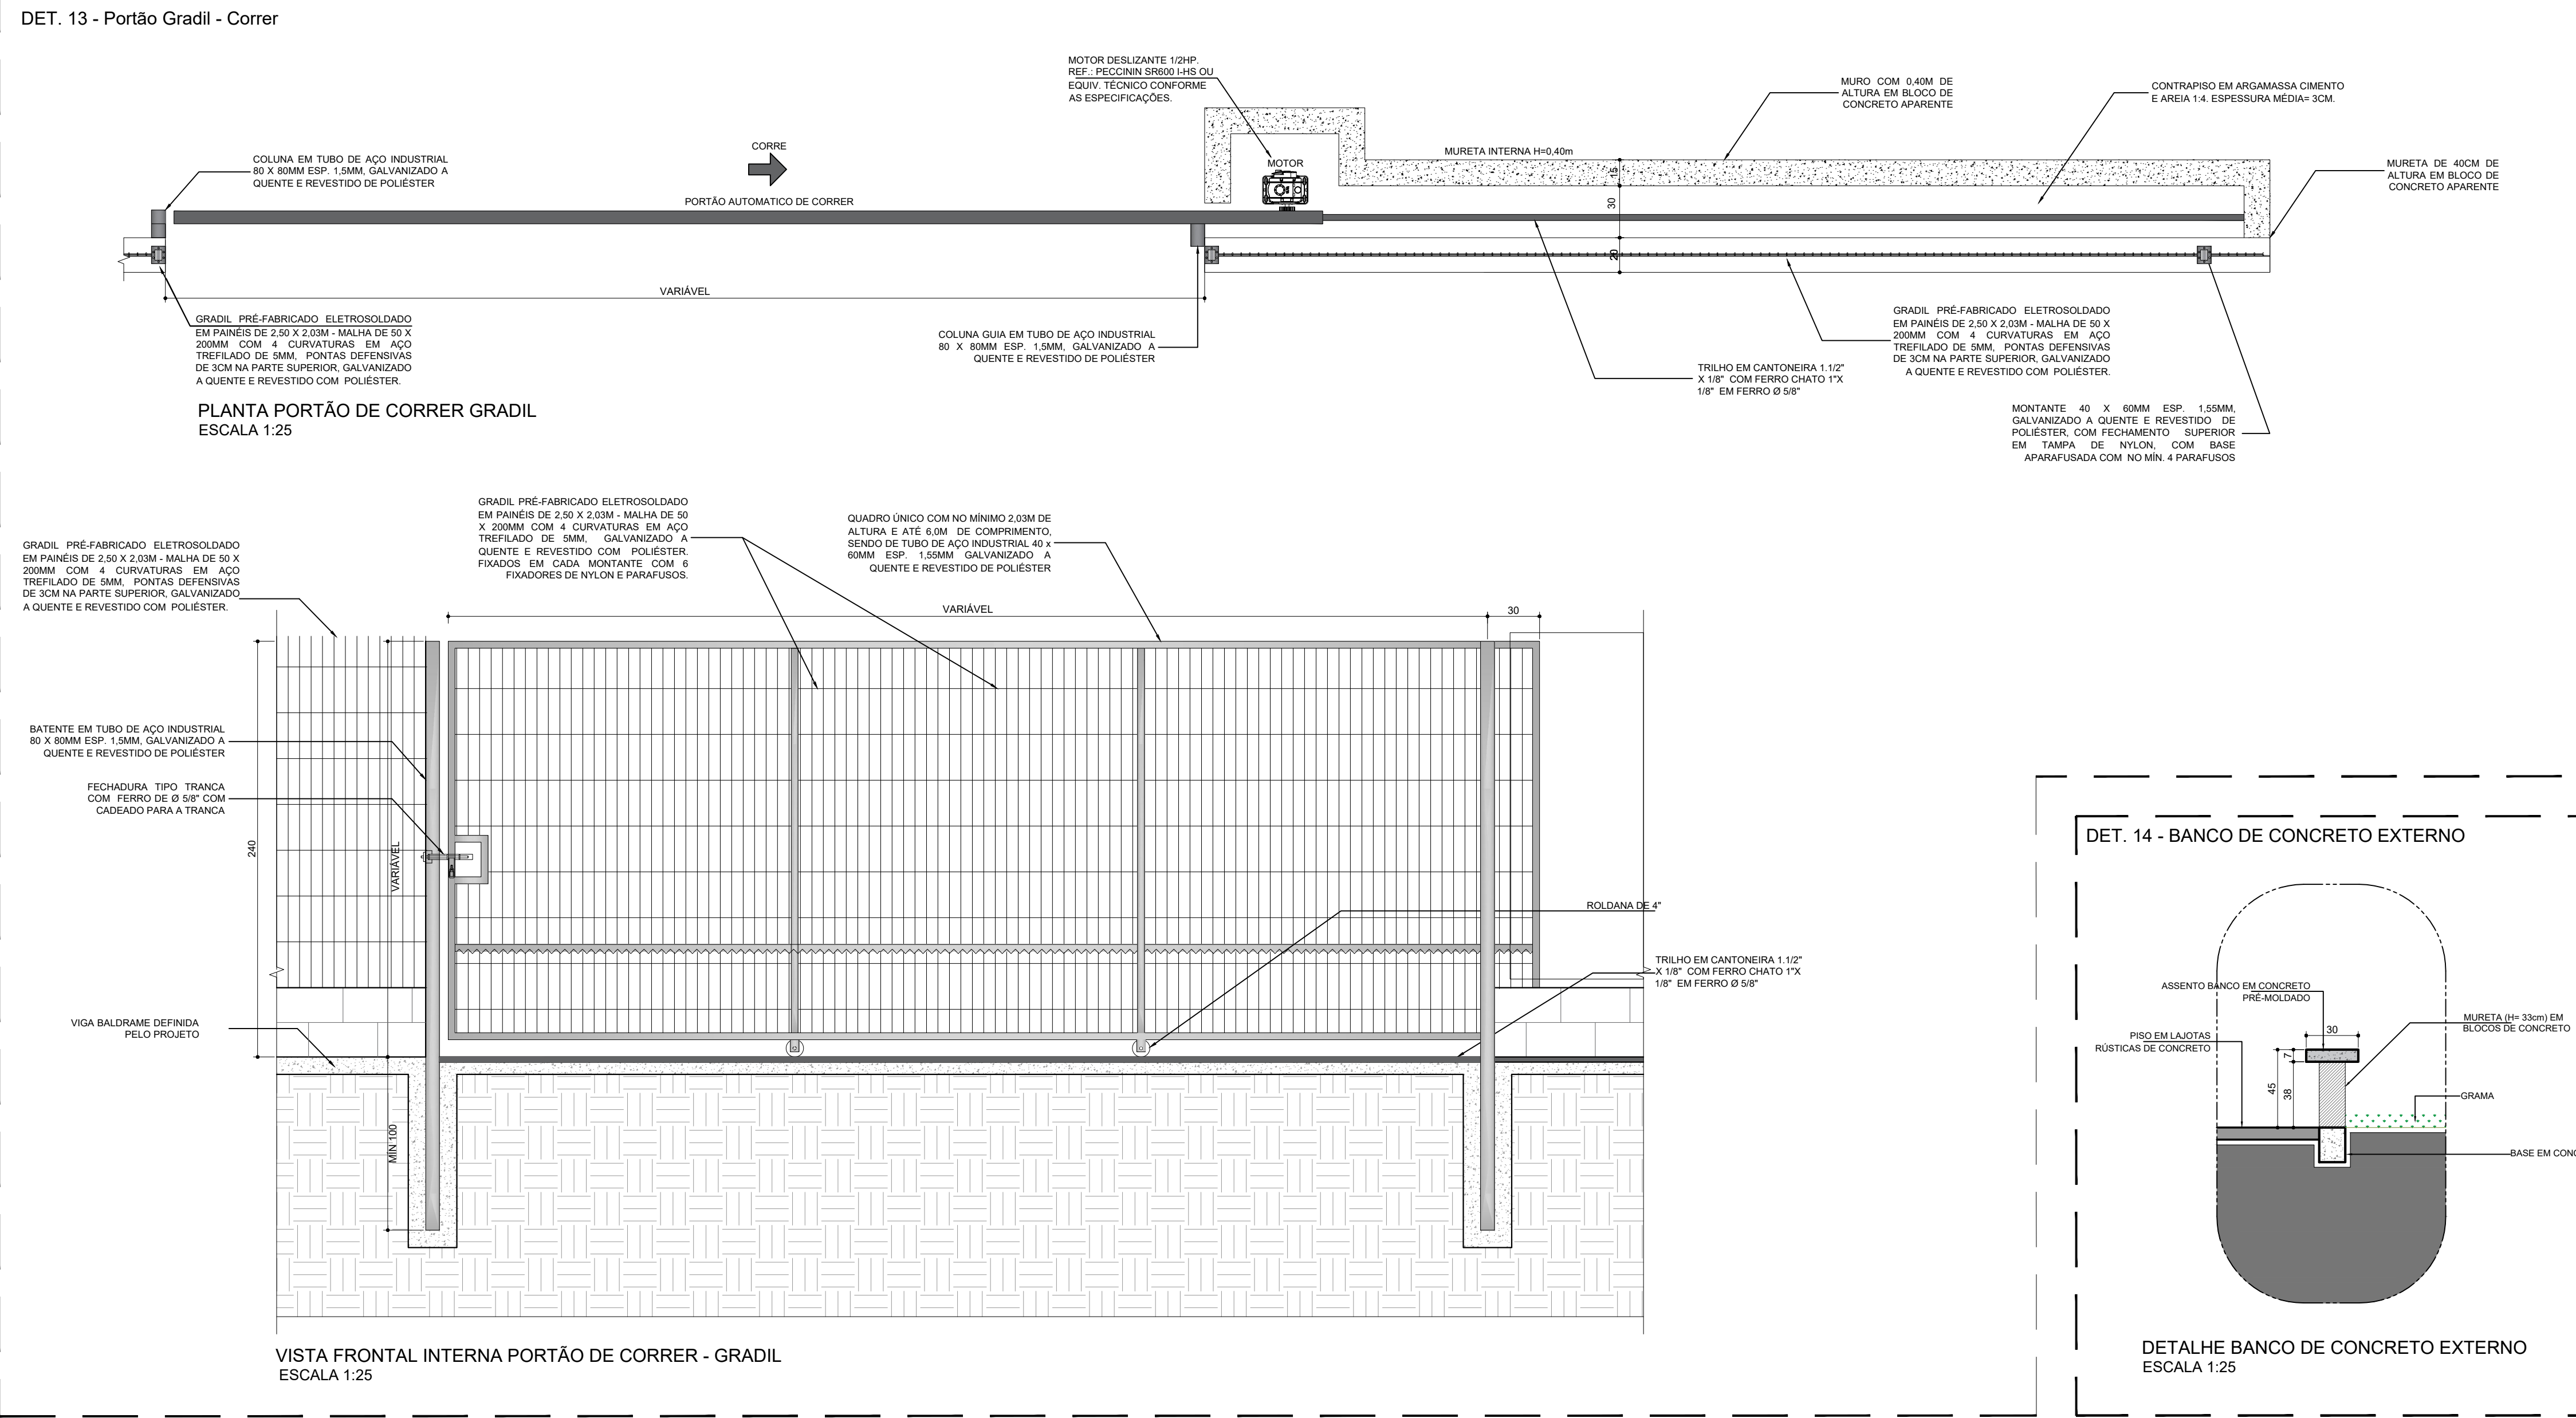 DET. 13 - Portão Gradil - Correr
MOTOR DESLIZANTE 1/2HP.
REF.: PECCININ SR600 I-HS OU
EQUIV. TÉCNICO CONFORME
AS ESPECIFICAÇÕES.
MURO COM 0,40M DE
ALTURA EM BLOCO DE
CONCRETO APARENTE
CONTRAPISO EM ARGAMASSA CIMENTO
E AREIA 1:4. ESPESSURA MÉDIA= 3CM.
CORRE
COLUNA EM TUBO DE AÇO INDUSTRIAL
80 X 80MM ESP. 1,5MM, GALVANIZADO A
QUENTE E REVESTIDO DE POLIÉSTER
MOTOR
MURETA INTERNA H=0,40m
MURETA DE 40CM DE
ALTURA EM BLOCO DE
CONCRETO APARENTE
15
30
20
PORTÃO AUTOMATICO DE CORRER
VARIÁVEL
GRADIL PRÉ-FABRICADO ELETROSOLDADO
EM PAINÉIS DE 2,50 X 2,03M - MALHA DE 50 X
200MM COM 4 CURVATURAS EM AÇO
TREFILADO DE 5MM, PONTAS DEFENSIVAS
DE 3CM NA PARTE SUPERIOR, GALVANIZADO
A QUENTE E REVESTIDO COM POLIÉSTER.
COLUNA GUIA EM TUBO DE AÇO INDUSTRIAL
80 X 80MM ESP. 1,5MM, GALVANIZADO A
QUENTE E REVESTIDO DE POLIÉSTER
GRADIL PRÉ-FABRICADO ELETROSOLDADO
EM PAINÉIS DE 2,50 X 2,03M - MALHA DE 50 X
200MM COM 4 CURVATURAS EM AÇO
TREFILADO DE 5MM, PONTAS DEFENSIVAS
DE 3CM NA PARTE SUPERIOR, GALVANIZADO
A QUENTE E REVESTIDO COM POLIÉSTER.
TRILHO EM CANTONEIRA 1.1/2"
X 1/8" COM FERRO CHATO 1"X
1/8" EM FERRO Ø 5/8"
MONTANTE 40 X 60MM ESP. 1,55MM,
GALVANIZADO A QUENTE E REVESTIDO DE
POLIÉSTER, COM FECHAMENTO SUPERIOR
EM TAMPA DE NYLON, COM BASE
APARAFUSADA COM NO MÍN. 4 PARAFUSOS
PLANTA PORTÃO DE CORRER GRADIL
ESCALA 1:25
GRADIL PRÉ-FABRICADO ELETROSOLDADO
EM PAINÉIS DE 2,50 X 2,03M - MALHA DE 50 X
200MM COM 4 CURVATURAS EM AÇO
TREFILADO DE 5MM, PONTAS DEFENSIVAS
DE 3CM NA PARTE SUPERIOR, GALVANIZADO
A QUENTE E REVESTIDO COM POLIÉSTER.
GRADIL PRÉ-FABRICADO ELETROSOLDADO
EM PAINÉIS DE 2,50 X 2,03M - MALHA DE 50
X 200MM COM 4 CURVATURAS EM AÇO
TREFILADO DE 5MM, GALVANIZADO A
QUENTE E REVESTIDO COM POLIÉSTER.
FIXADOS EM CADA MONTANTE COM 6
FIXADORES DE NYLON E PARAFUSOS.
QUADRO ÚNICO COM NO MÍNIMO 2,03M DE
ALTURA E ATÉ 6,0M DE COMPRIMENTO,
SENDO DE TUBO DE AÇO INDUSTRIAL 40 x
60MM ESP. 1,55MM GALVANIZADO A
QUENTE E REVESTIDO DE POLIÉSTER
VARIÁVEL
30
BATENTE EM TUBO DE AÇO INDUSTRIAL
80 X 80MM ESP. 1,5MM, GALVANIZADO A
QUENTE E REVESTIDO DE POLIÉSTER
FECHADURA TIPO TRANCA
COM FERRO DE Ø 5/8" COM
CADEADO PARA A TRANCA
240
VARIÁVEL
ROLDANA DE 4"
TRILHO EM CANTONEIRA 1.1/2"
X 1/8" COM FERRO CHATO 1"X
1/8" EM FERRO Ø 5/8"
VIGA BALDRAME DEFINIDA
PELO PROJETO
MÍN 100
VISTA FRONTAL INTERNA PORTÃO DE CORRER - GRADIL
ESCALA 1:25
DET. 14 - BANCO DE CONCRETO EXTERNO
ASSENTO BANCO EM CONCRETO
PRÉ-MOLDADO
MURETA (H= 33cm) EM
BLOCOS DE CONCRETO
PISO EM LAJOTAS
RÚSTICAS DE CONCRETO
30
7
45
38
GRAMA
BASE EM CONC
DETALHE BANCO DE CONCRETO EXTERNO
ESCALA 1:25